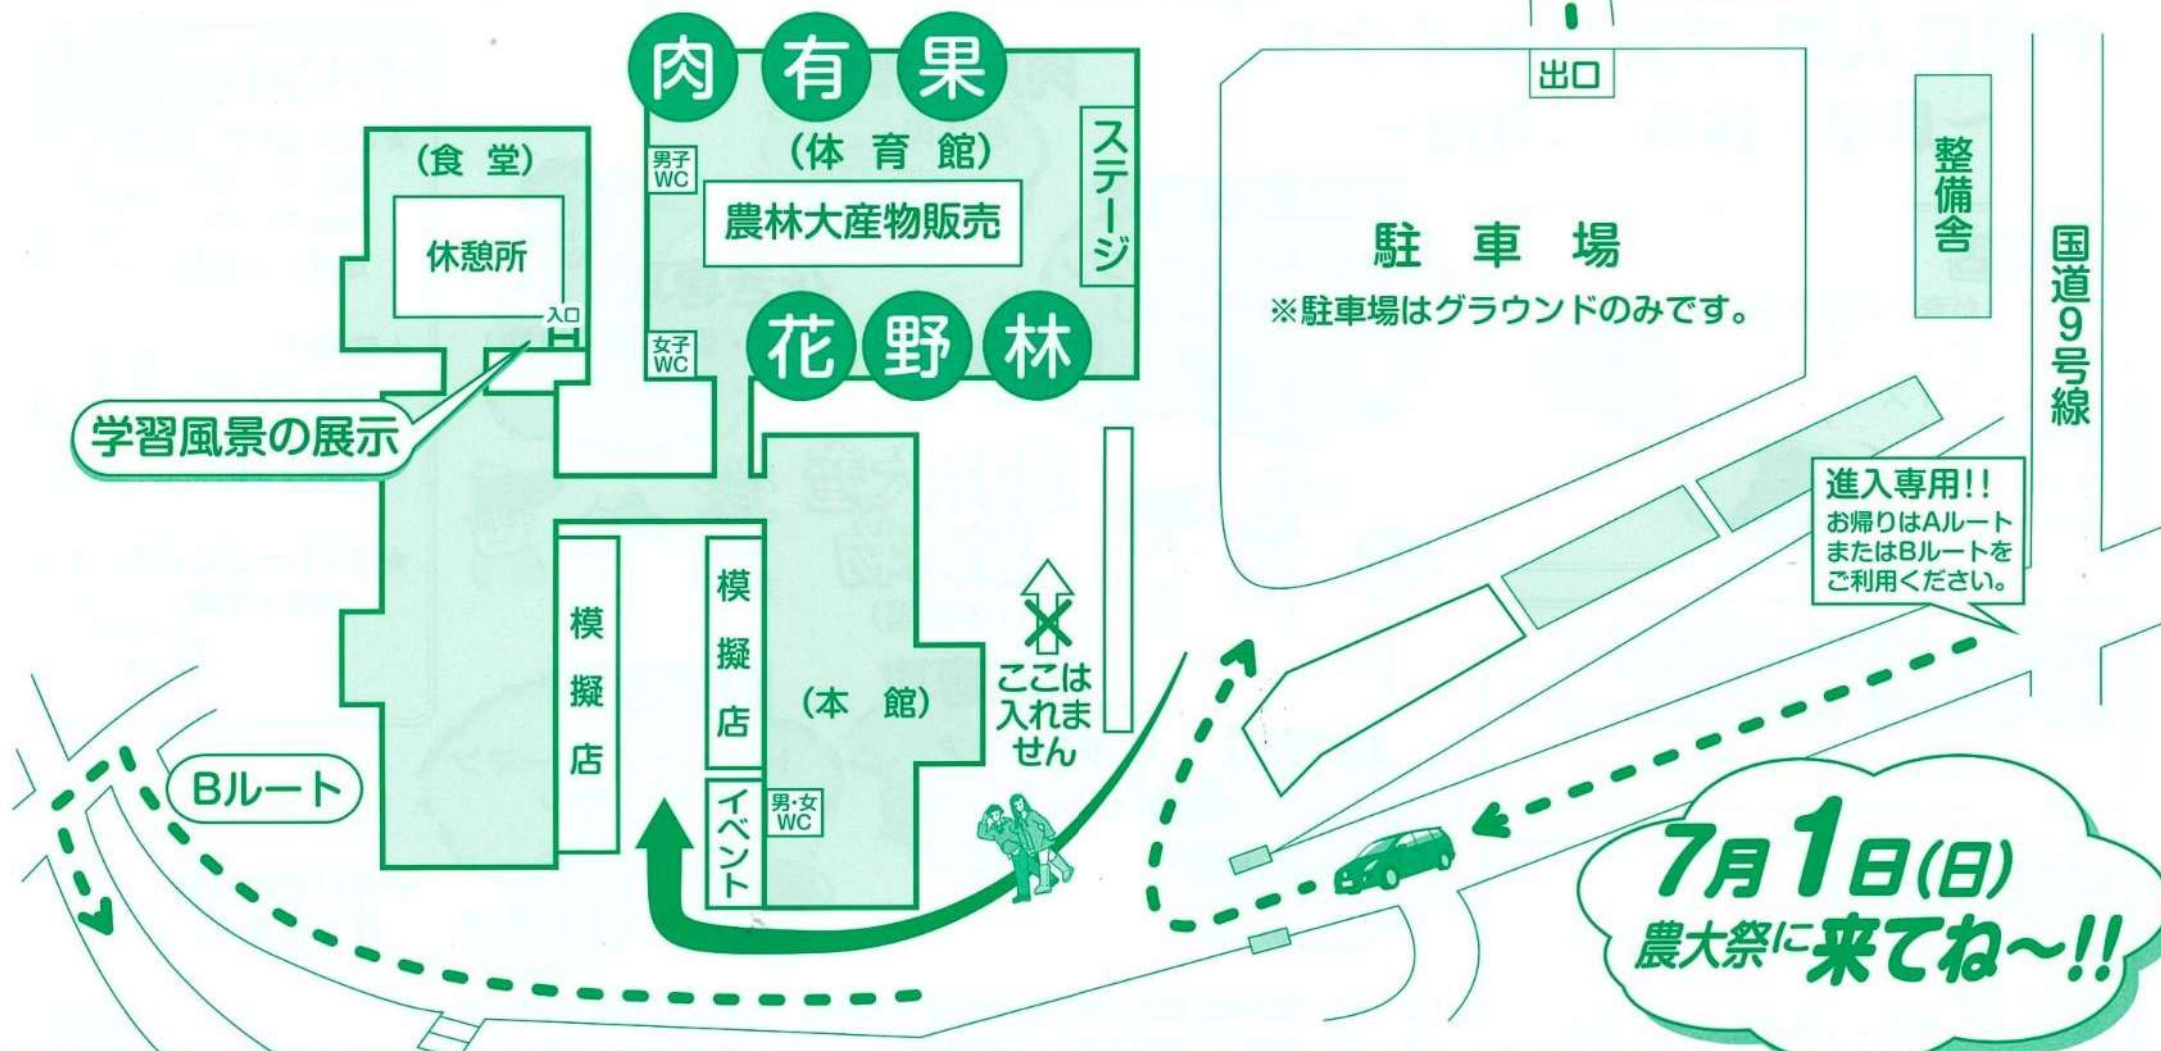 肉 有 果
(体 育 館)
男子
WC
農林大産物販売
ステージ
女子
WC
花 野 林
(食 堂)
休憩所
入口
学習風景の展示
出口
駐 車 場
※駐車場はグラウンドのみです。
整備舎
国道9号線
進入専用!!
お帰りはAルート
またはBルートを
ご利用ください。
模擬店
模擬店
イベント
(本 館)
男・女
WC
ここは
入れま
せん
Bルート
7月1日(日)
農大祭に来てね～!!